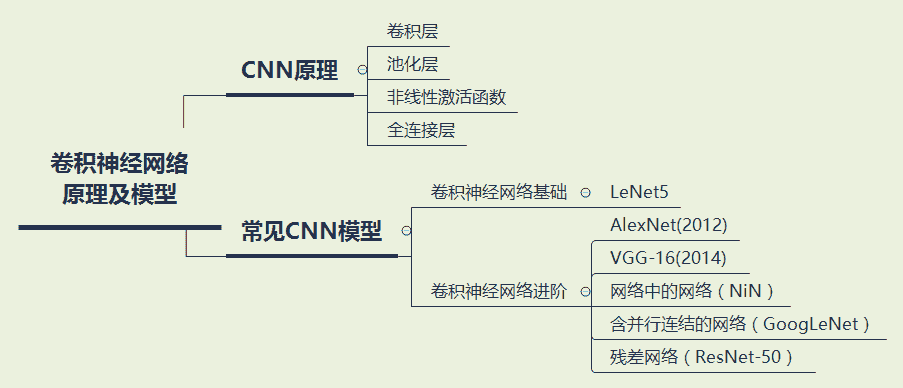 卷积神经网络
原理及模型
CNN原理
卷积层
池化层
非线性激活函数
全连接层
常见CNN模型
卷积神经网络基础
LeNet5
卷积神经网络进阶
AlexNet(2012)
VGG-16(2014)
网络中的网络（NiN）
含并行连结的网络（GoogLeNet）
残差网络（ResNet-50）